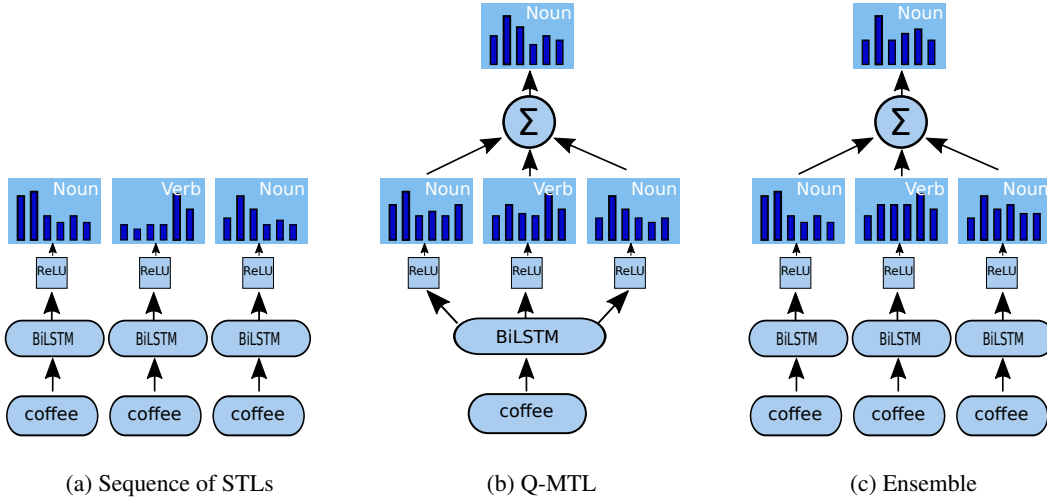 Noun
Noun
Σ
Σ
Noun
Verb
Noun
Noun
Verb
Noun
Noun
Verb
Noun
ReLU
ReLU
ReLU
ReLU
ReLU
ReLU
ReLU
ReLU
ReLU
BiLSTM
BiLSTM
BiLSTM
BiLSTM
BiLSTM
BiLSTM
BiLSTM
coffee
coffee
coffee
coffee
coffee
coffee
coffee
(a) Sequence of STLs
(b) Q-MTL
(c) Ensemble